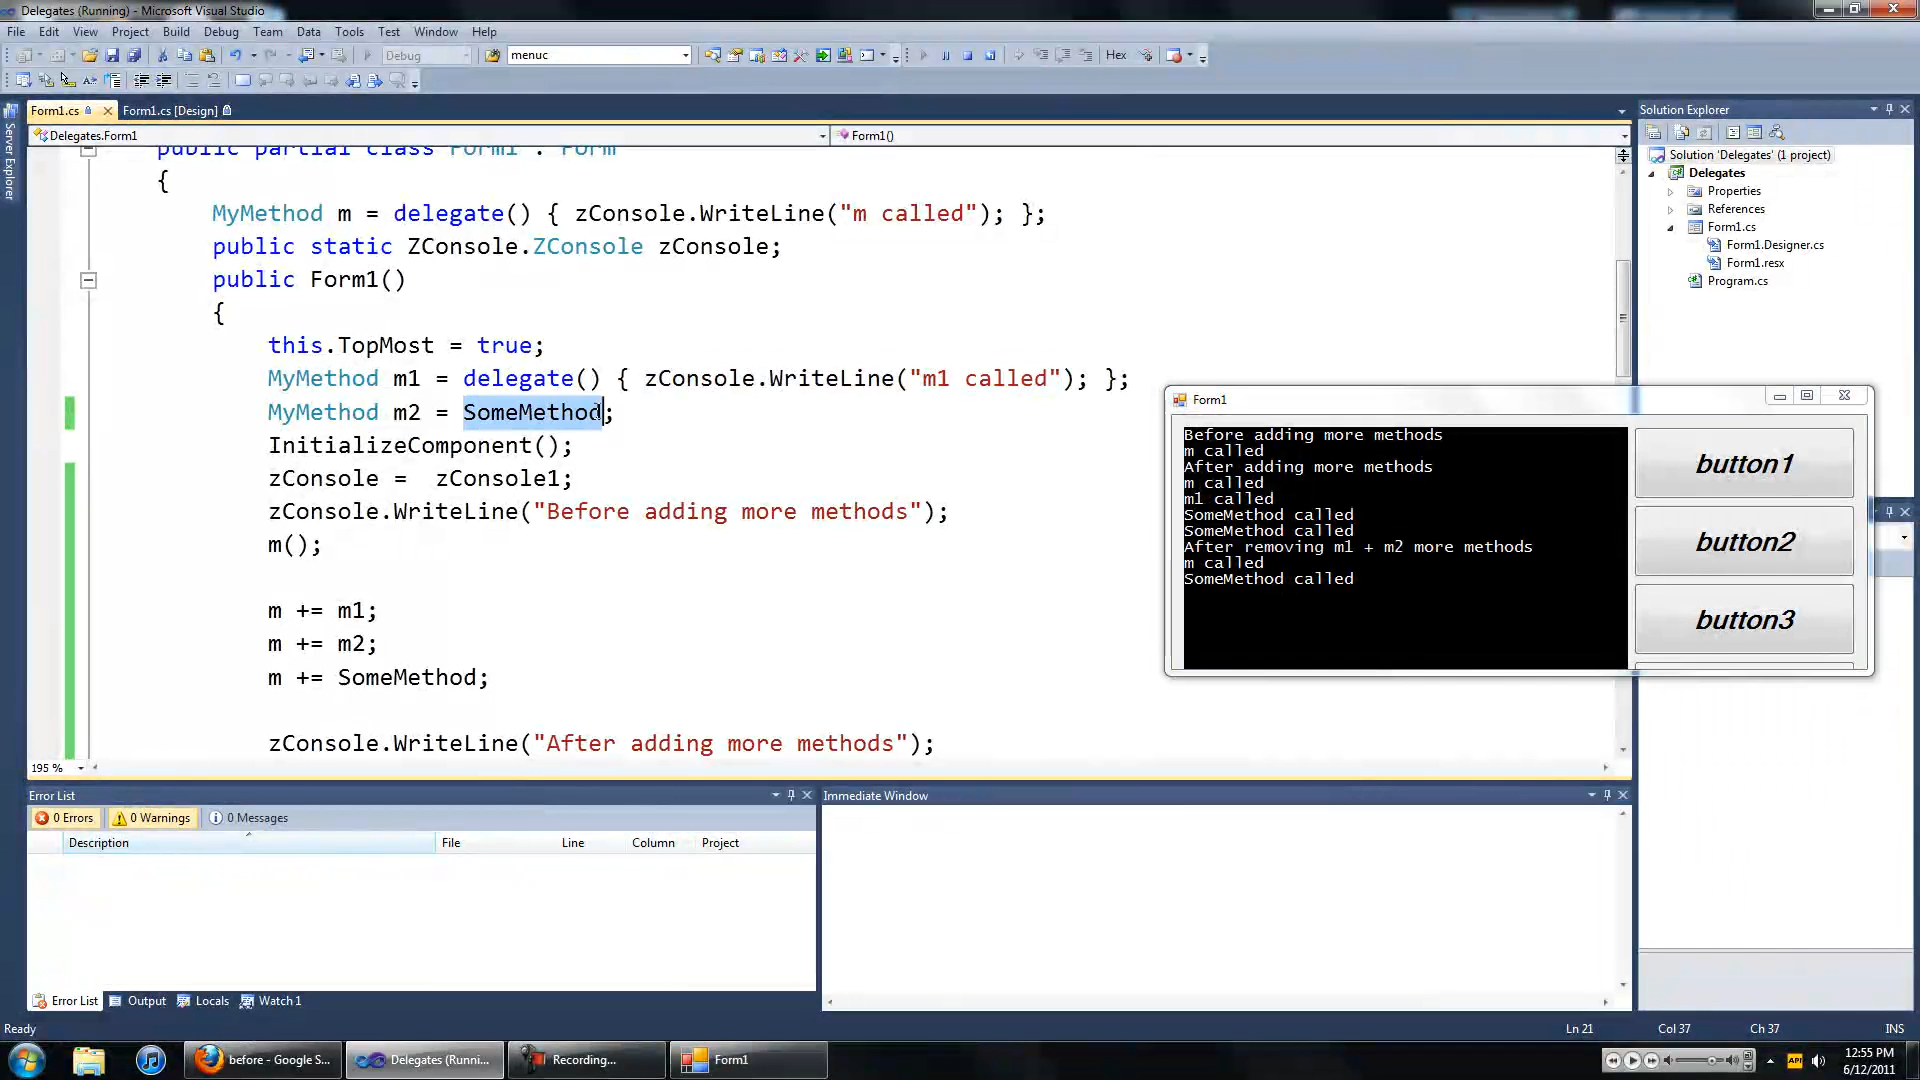 Delegates (Running) - Microsoft Visual Studio
File Edit View Project Build Debug Team Data Tools Test Window Help
Debug menuc Hex
Form1.cs Form1.cs [Design]
Delegates.Form1 Form1()
Server Explorer
public partial class Form1 : Form
{
MyMethod m = delegate() { zConsole.WriteLine("m called"); };
public static ZConsole.ZConsole zConsole;
public Form1()
{
this.TopMost = true;
MyMethod m1 = delegate() { zConsole.WriteLine("m1 called"); };
MyMethod m2 = SomeMethod;
InitializeComponent();
zConsole =  zConsole1;
zConsole.WriteLine("Before adding more methods");
m();
m += m1;
m += m2;
m += SomeMethod;
zConsole.WriteLine("After adding more methods");
195 %
Solution Explorer
Solution 'Delegates' (1 project)
Delegates
Properties
References
Form1.cs
Form1.Designer.cs
Form1.resx
Program.cs
Form1
Before adding more methods
m called
After adding more methods
m called
m1 called
SomeMethod called
SomeMethod called
After removing m1 + m2 more methods
m called
SomeMethod called
button1
button2
button3
Error List
0 Errors 0 Warnings 0 Messages
Description File Line Column Project
Immediate Window
Error List Output Locals Watch 1
Ready Ln 21 Col 37 Ch 37 INS
before - Google S... Delegates (Runni... Recording... Form1
API
12:55 PM
6/12/2011